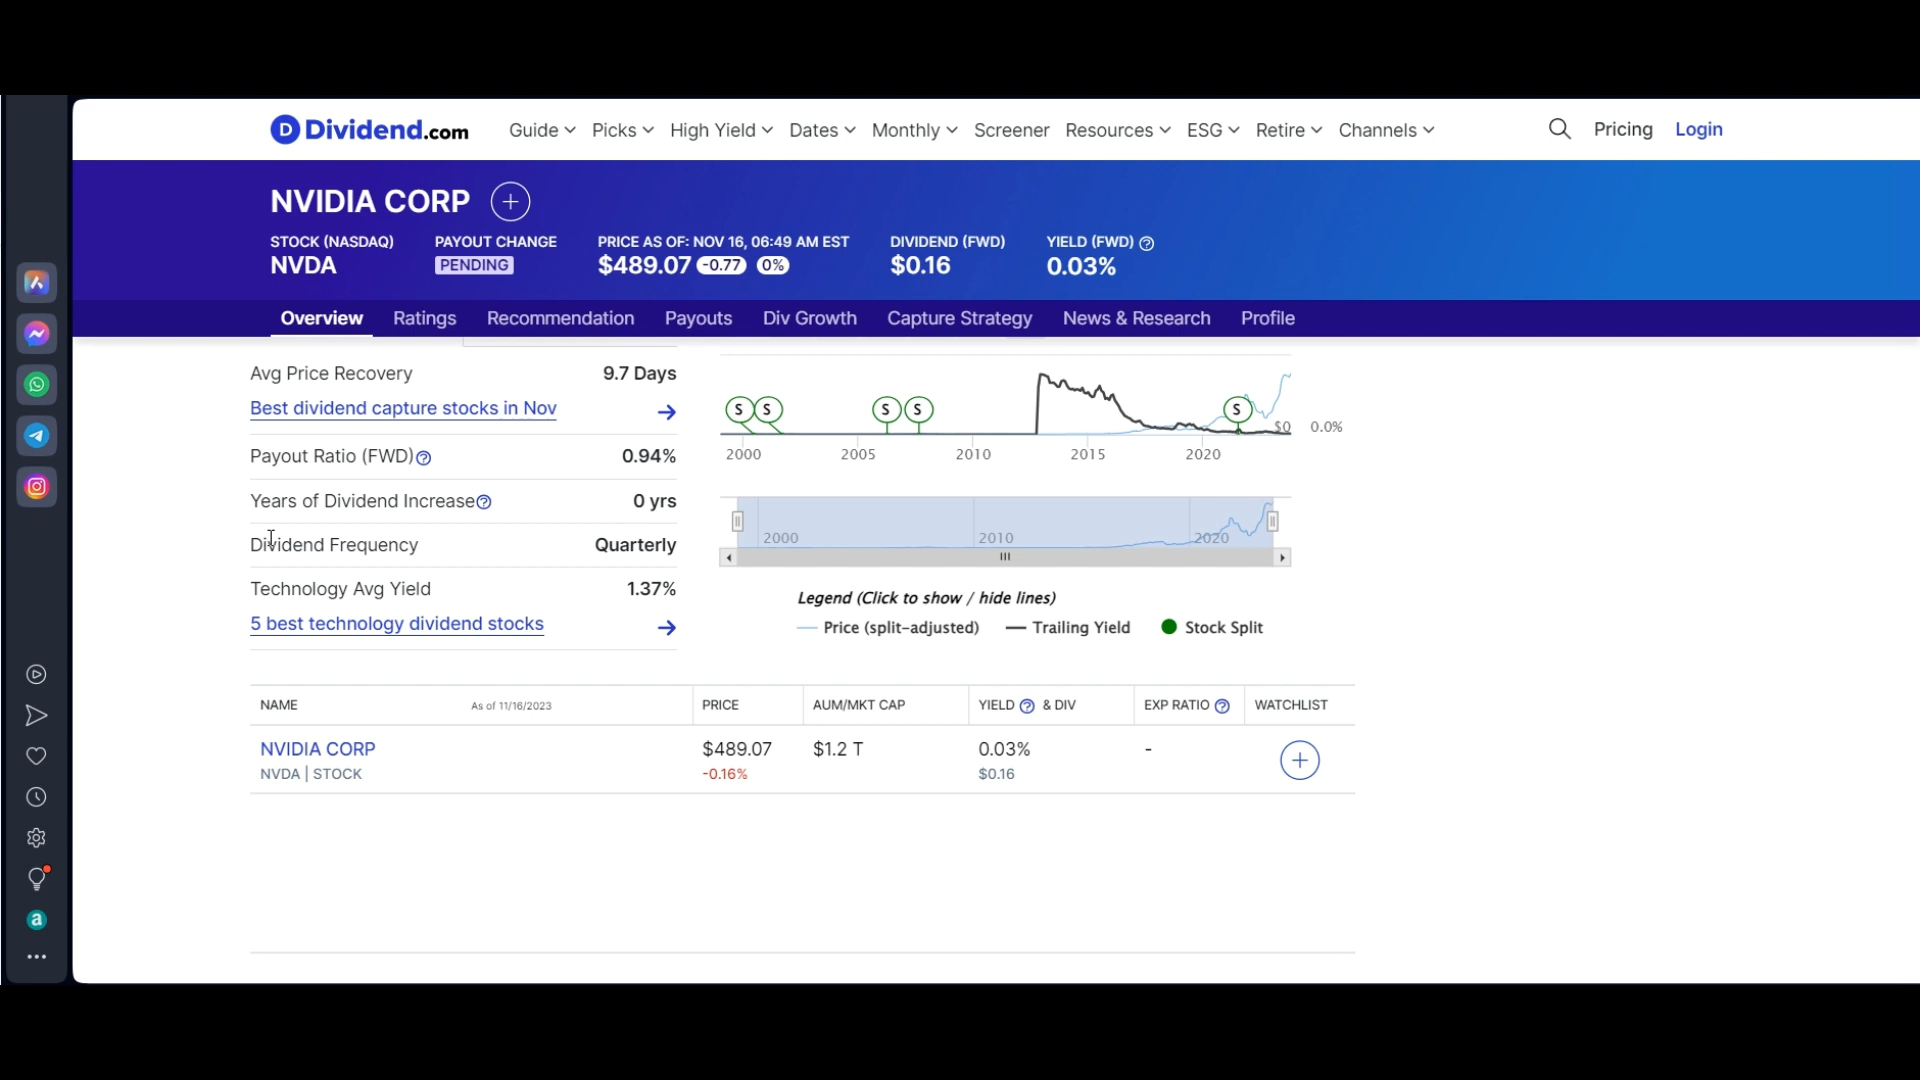 Dividend.com
Guide Picks High Yield Dates Monthly Screener Resources ESG Retire Channels
Pricing Login
NVIDIA CORP
STOCK (NASDAQ) PAYOUT CHANGE PRICE AS OF: NOV 16, 06:49 AM EST DIVIDEND (FWD) YIELD (FWD)
NVDA PENDING $489.07 -0.77 0% $0.16 0.03%
Overview Ratings Recommendation Payouts Div Growth Capture Strategy News & Research Profile
Avg Price Recovery 9.7 Days
Best dividend capture stocks in Nov
Payout Ratio (FWD) 0.94%
Years of Dividend Increase 0 yrs
Dividend Frequency Quarterly
Technology Avg Yield 1.37%
5 best technology dividend stocks
S S S S S
$0 0.0%
2000 2005 2010 2015 2020
2000 2010 2020
Legend (Click to show / hide lines)
Price (split-adjusted) Trailing Yield Stock Split
NAME As of 11/16/2023 PRICE AUM/MKT CAP YIELD & DIV EXP RATIO WATCHLIST
NVIDIA CORP $489.07 $1.2 T 0.03% -
NVDA | STOCK -0.16% $0.16